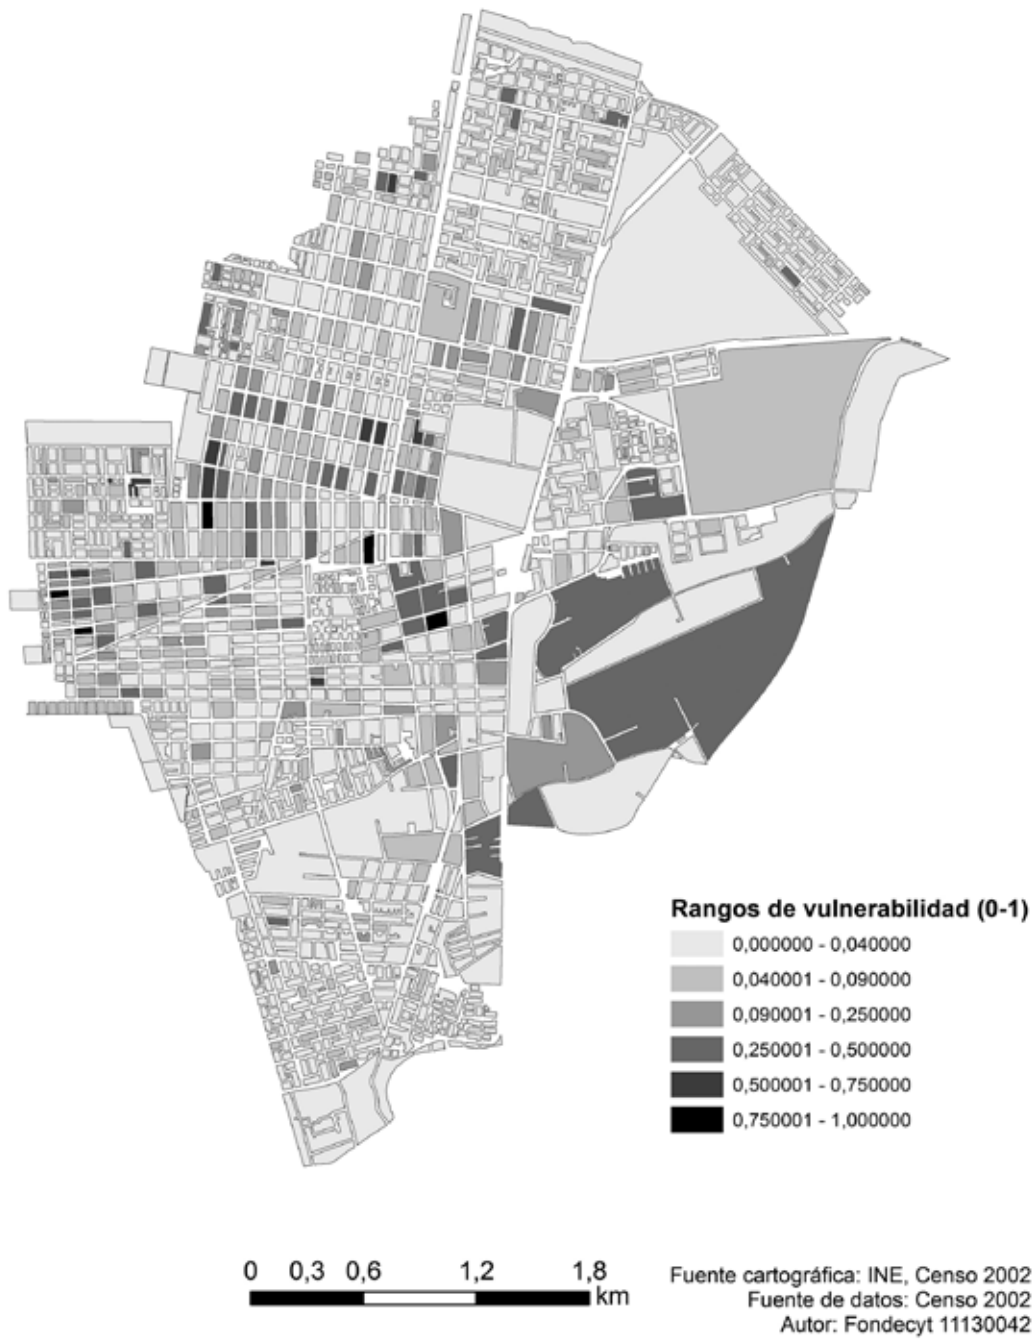 Rangos de vulnerabilidad (0-1)
0,000000 - 0,040000
0,040001 - 0,090000
0,090001 - 0,250000
0,250001 - 0,500000
0,500001 - 0,750000
0,750001 - 1,000000
0 0,3 0,6 1,2 1,8
km
Fuente cartográfica: INE, Censo 2002
Fuente de datos: Censo 2002
Autor: Fondecyt 11130042